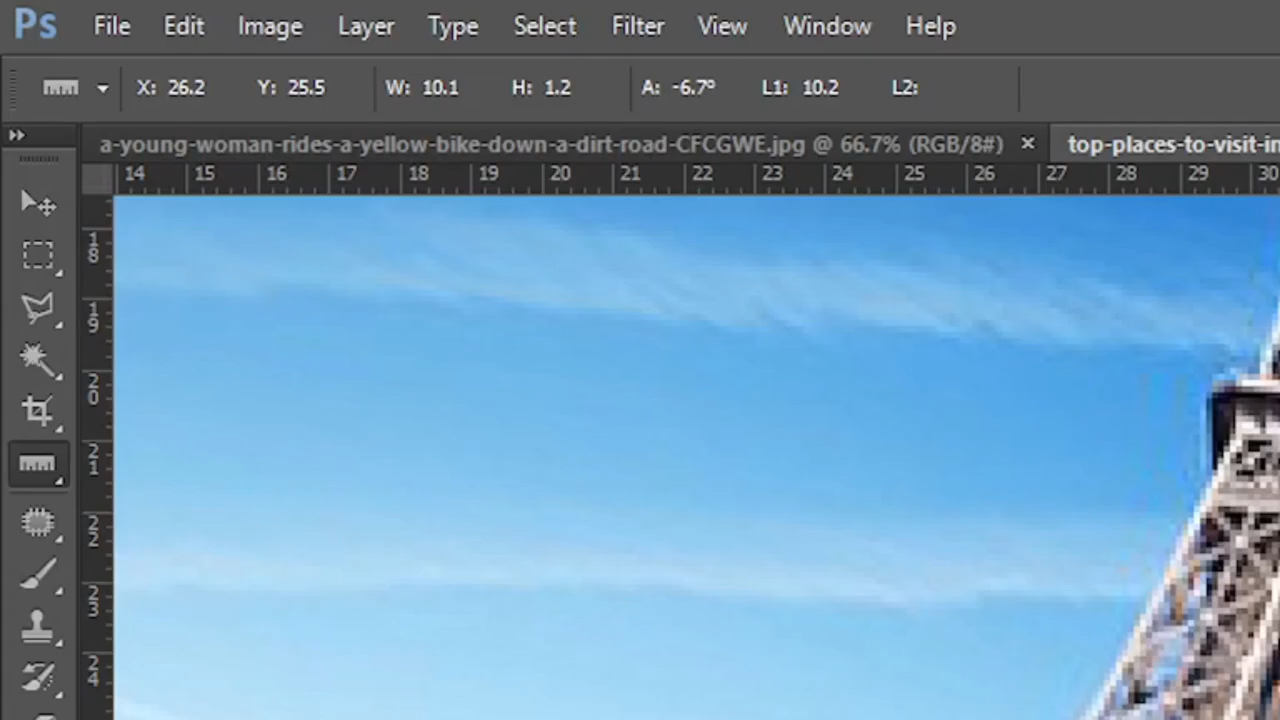 Ps File Edit Image Layer Type Select Filter View Window Help
X: 26.2 Y: 25.5 W: 10.1 H: 1.2 A: -6.7° L1: 10.2 L2:
a-young-woman-rides-a-yellow-bike-down-a-dirt-road-CFCGWE.jpg @ 66.7% (RGB/8#) × top-places-to-visit-in
14 15 16 17 18 19 20 21 22 23 24 25 26 27 28 29 30
18
19
20
21
22
23
24